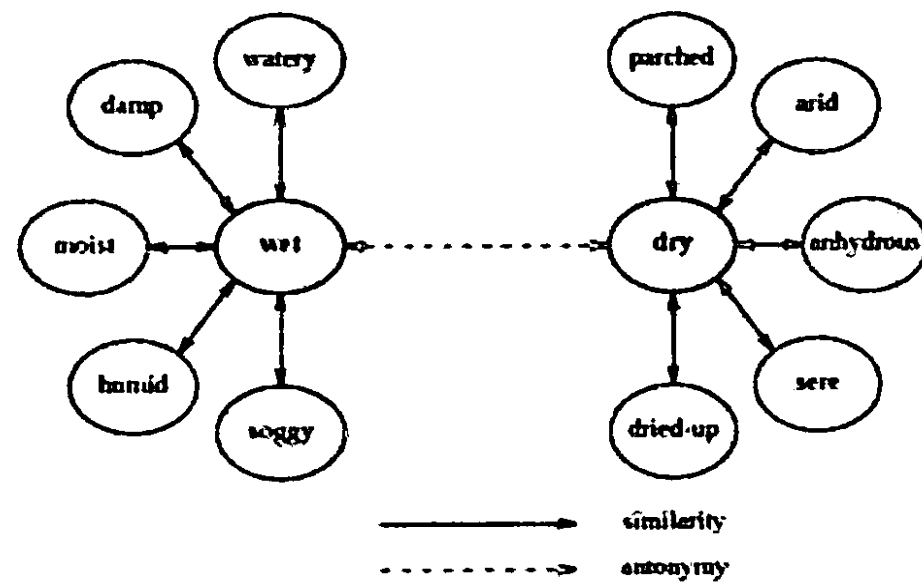 watery
parched
damp
arid
moist
wet
dry
anhydrous
humid
sere
soggy
dried-up
similarity
antonymy